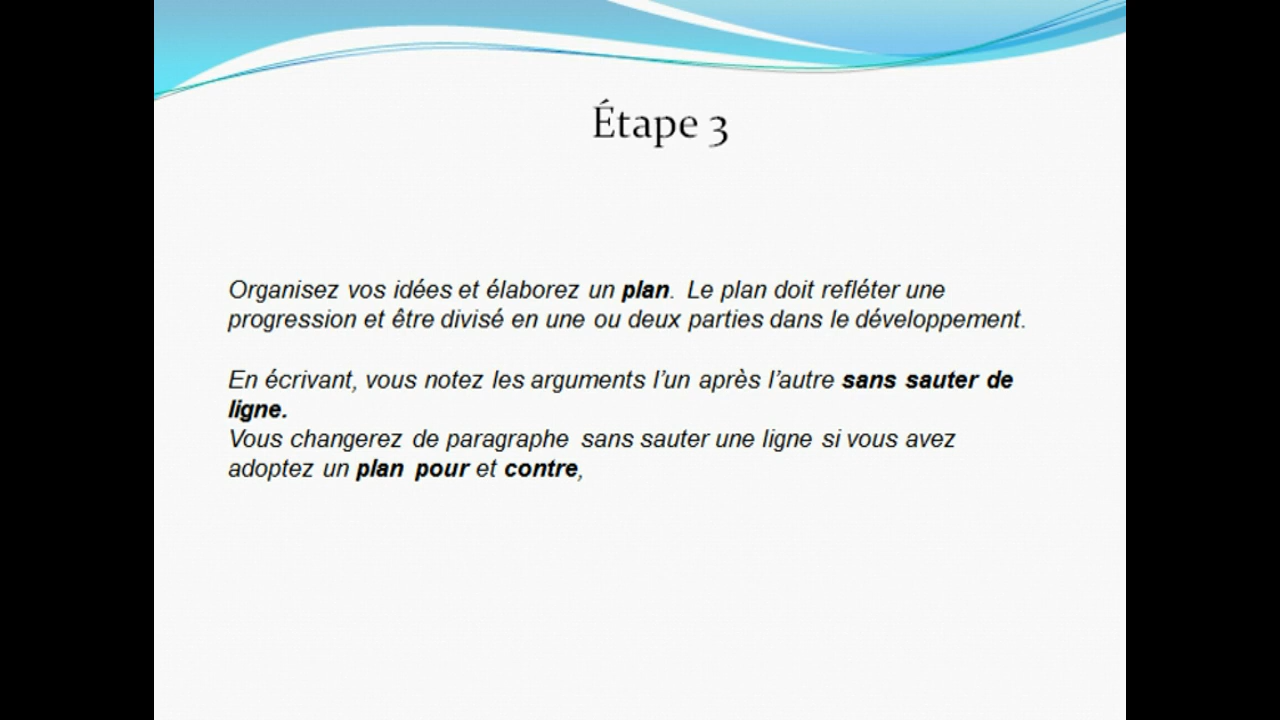 Étape 3
Organisez vos idées et élaborez un plan. Le plan doit refléter une
progression et être divisé en une ou deux parties dans le développement.
En écrivant, vous notez les arguments l’un après l’autre sans sauter de
ligne.
Vous changerez de paragraphe sans sauter une ligne si vous avez
adoptez un plan pour et contre,